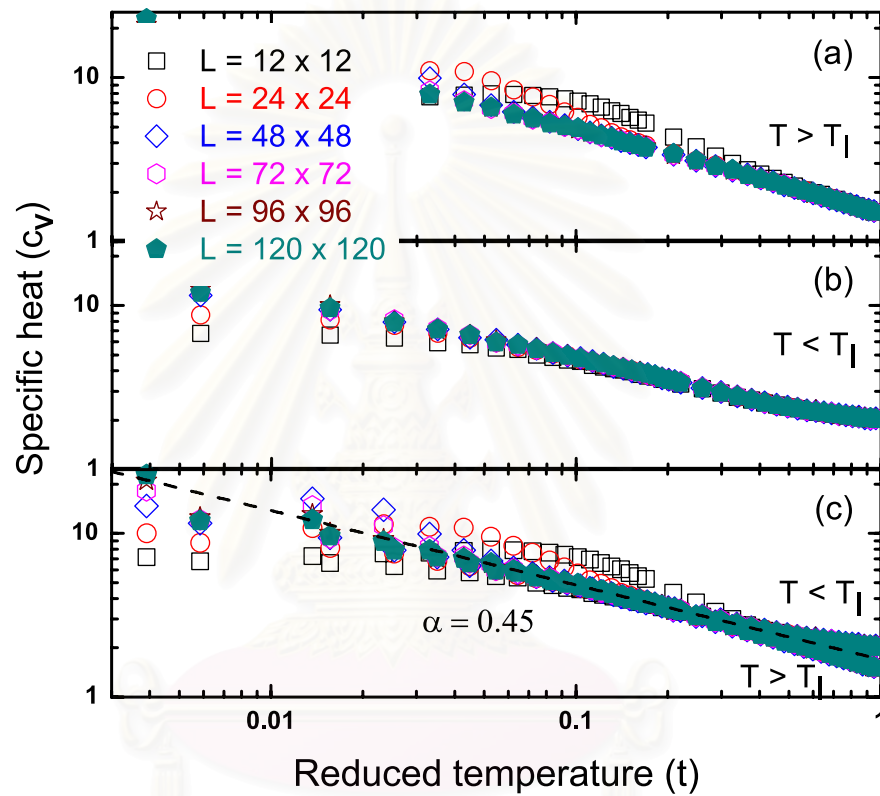 (a)
10
L = 12 x 12
L = 24 x 24
L = 48 x 48
L = 72 x 72
L = 96 x 96
L = 120 x 120
T > T_I
1
(b)
10
T < T_I
1
(c)
10
α = 0.45
T < T_I
T > T_I
1
0.01 0.1 1
Specific heat (c_v)
Reduced temperature (t)